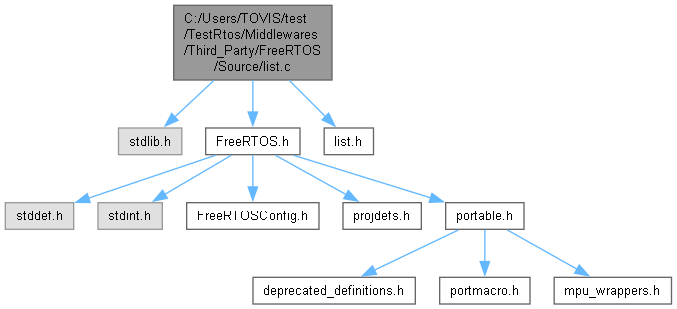 C:/Users/TOVIS/test
/TestRtos/Middlewares
/Third_Party/FreeRTOS
/Source/list.c
stdlib.h
FreeRTOS.h
list.h
stddef.h
stdint.h
FreeRTOSConfig.h
projdefs.h
portable.h
deprecated_definitions.h
portmacro.h
mpu_wrappers.h